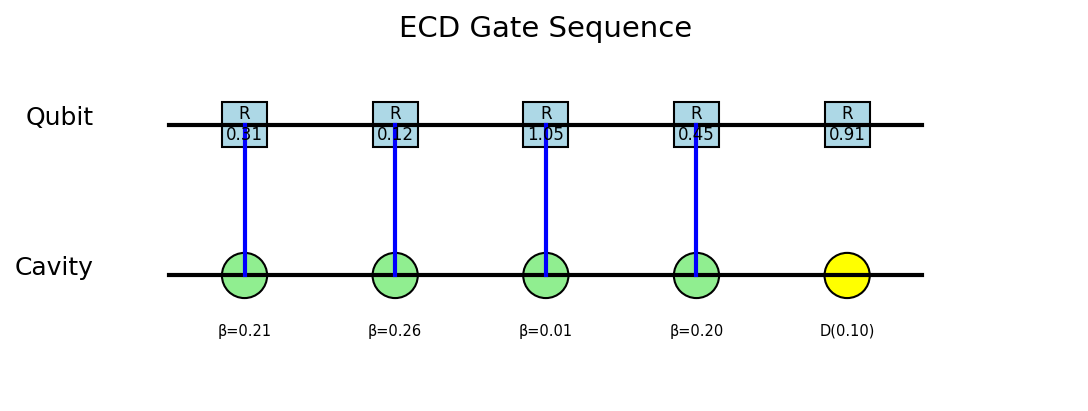 ECD Gate Sequence
Qubit
R
0.31
R
0.12
R
1.05
R
0.45
R
0.91
Cavity
β=0.21
β=0.26
β=0.01
β=0.20
D(0.10)